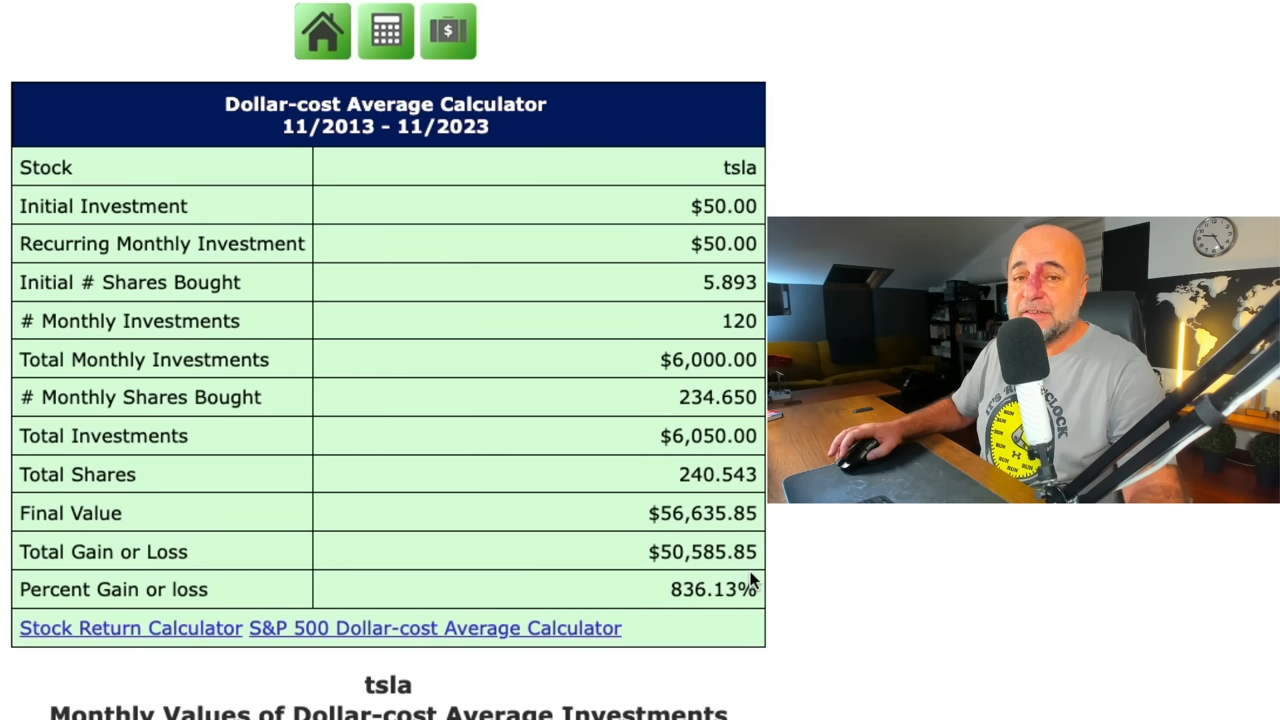 $
Dollar-cost Average Calculator
11/2013 - 11/2023
Stock tsla
Initial Investment $50.00
Recurring Monthly Investment $50.00
Initial # Shares Bought 5.893
# Monthly Investments 120
Total Monthly Investments $6,000.00
# Monthly Shares Bought 234.650
Total Investments $6,050.00
Total Shares 240.543
Final Value $56,635.85
Total Gain or Loss $50,585.85
Percent Gain or loss 836.13%
Stock Return Calculator S&P 500 Dollar-cost Average Calculator
tsla
Monthly Values of Dollar-cost Average Investments